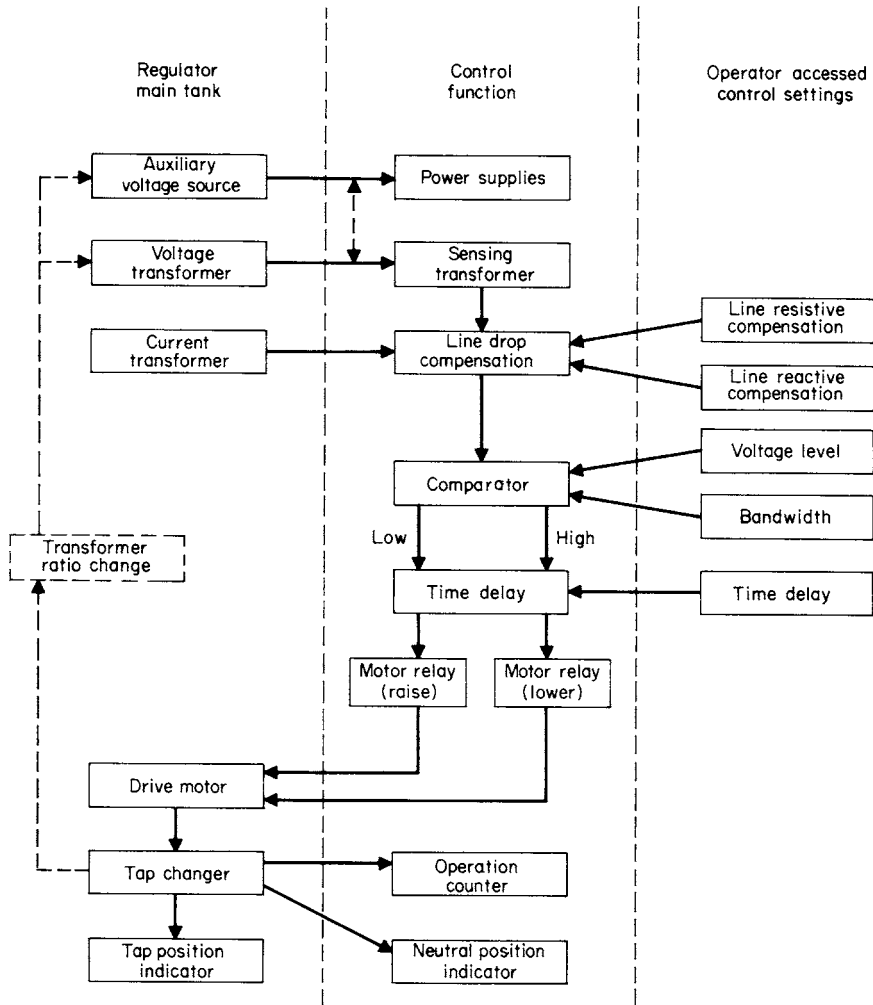 Regulator
main tank
Control
function
Operator accessed
control settings
Auxiliary
voltage source
Power supplies
Voltage
transformer
Sensing
transformer
Current
transformer
Line drop
compensation
Line resistive
compensation
Line reactive
compensation
Voltage level
Comparator
Bandwidth
Low
High
Transformer
ratio change
Time delay
Time delay
Motor relay
(raise)
Motor relay
(lower)
Drive motor
Tap changer
Operation
counter
Tap position
indicator
Neutral position
indicator